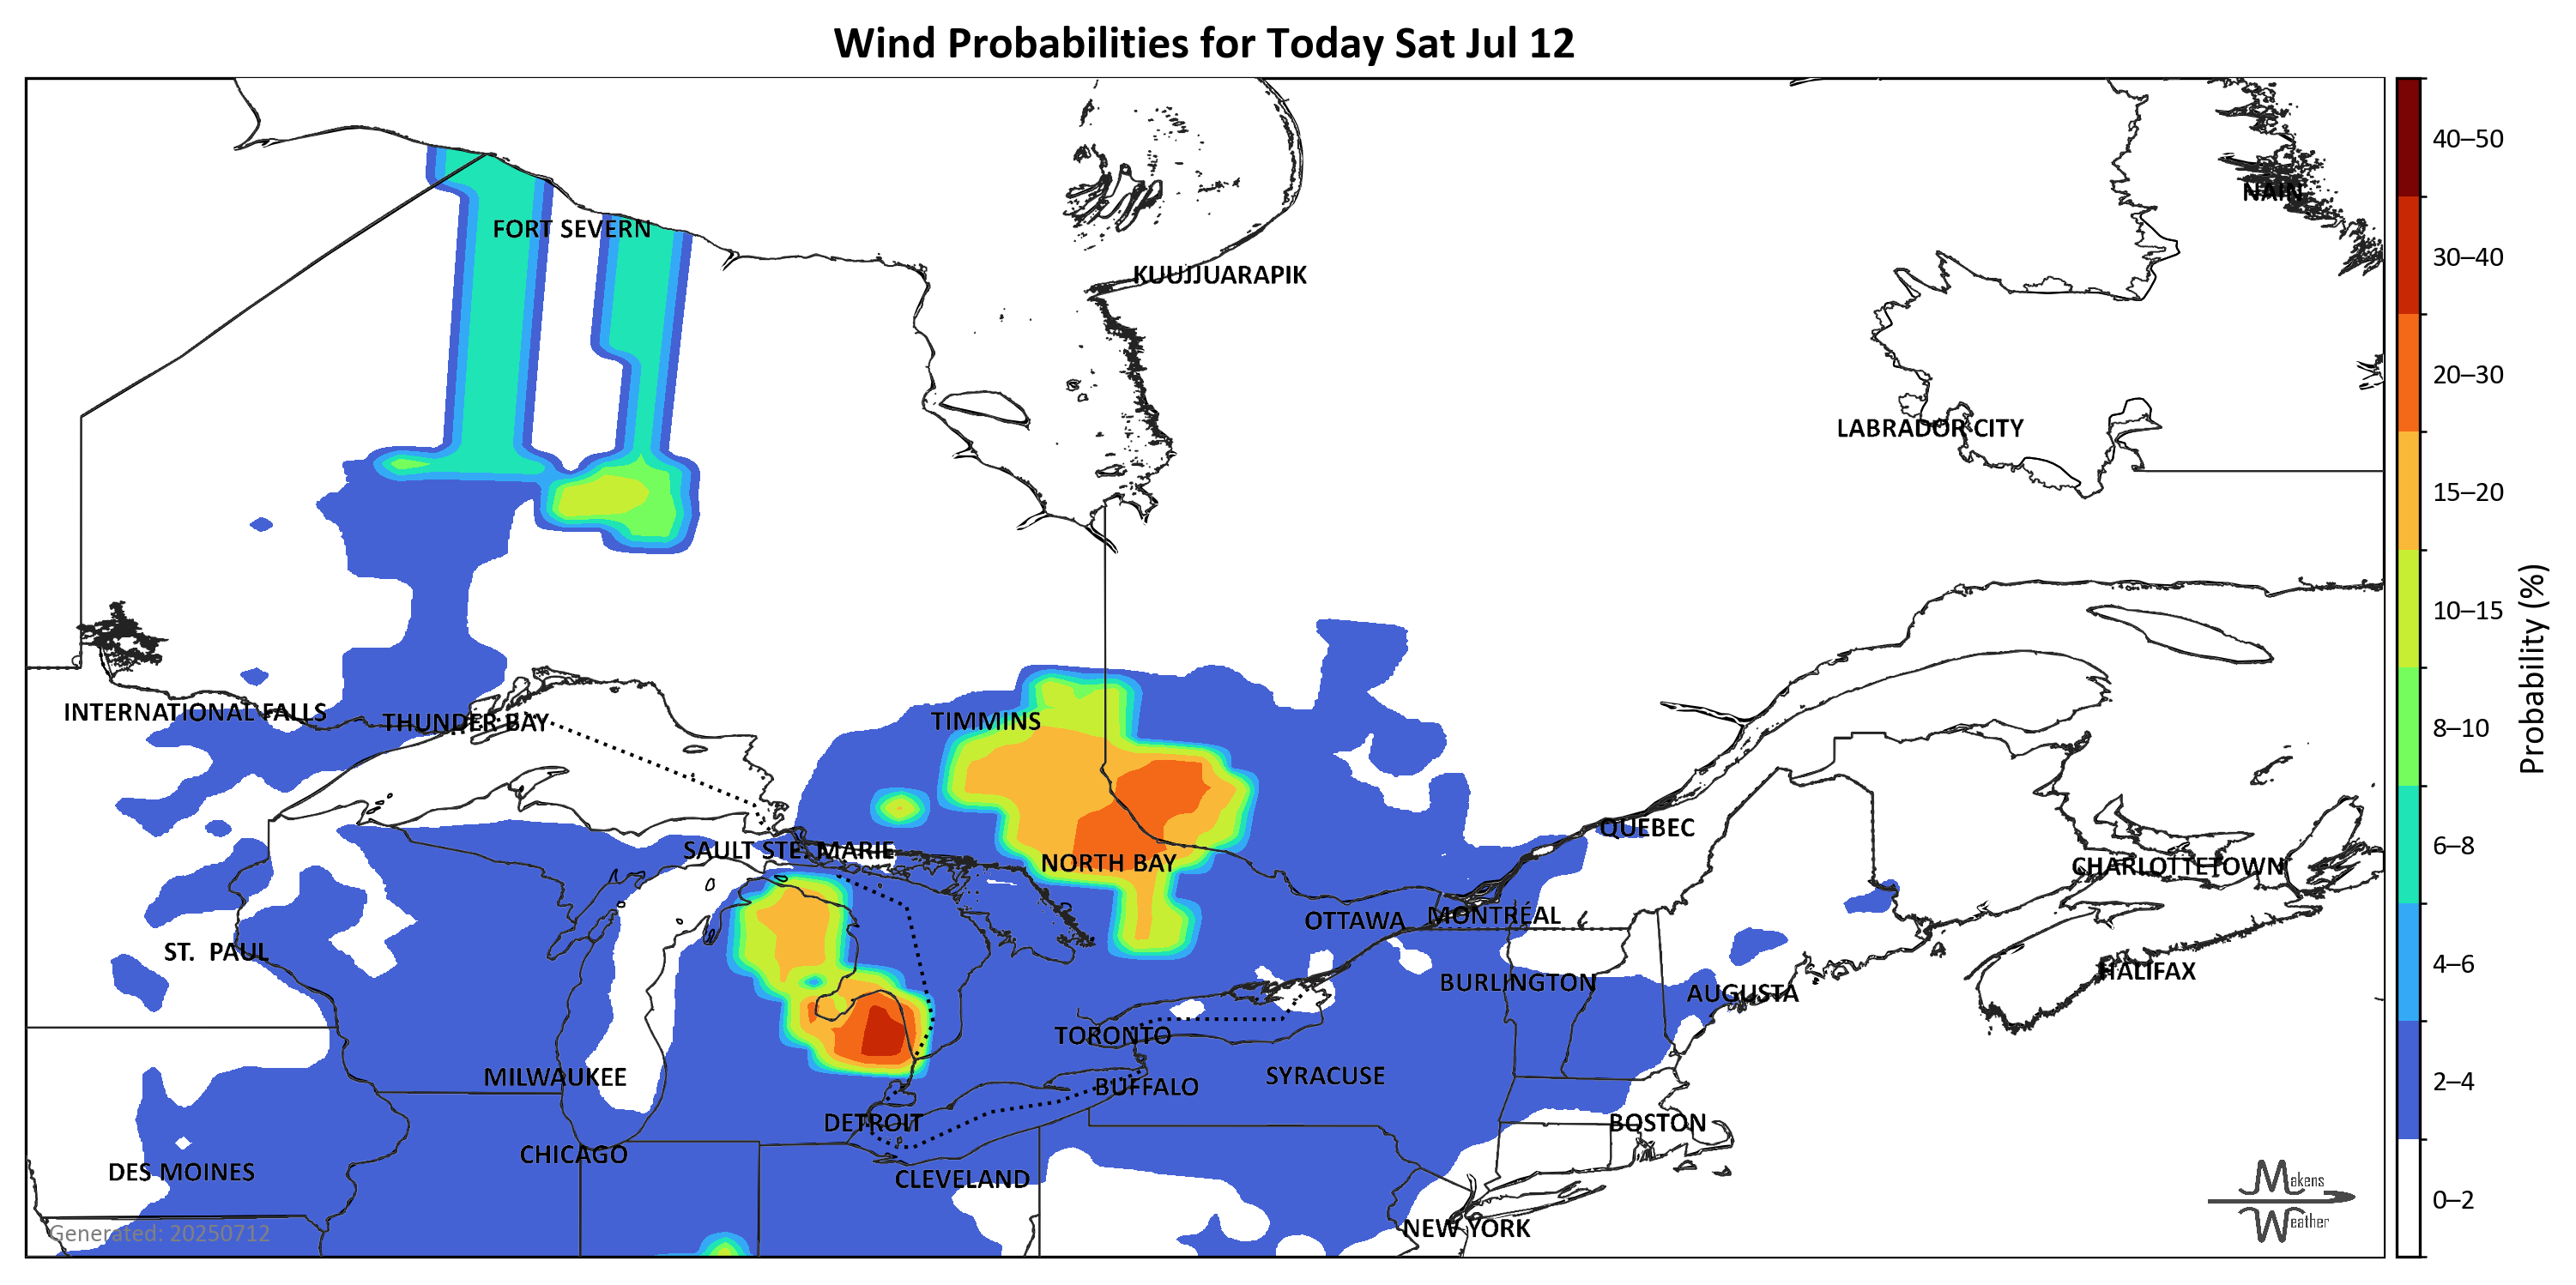 Wind Probabilities for Today Sat Jul 12
NAIN
FORT SEVERN
KUUJJUARAPIK
LABRADOR CITY
INTERNATIONAL FALLS
THUNDER BAY
TIMMINS
QUEBEC
SAULT STE. MARIE
NORTH BAY
CHARLOTTETOWN
OTTAWA
MONTRÉAL
ST.  PAUL
HALIFAX
BURLINGTON
AUGUSTA
TORONTO
MILWAUKEE
BUFFALO
SYRACUSE
DETROIT
BOSTON
CHICAGO
DES MOINES
CLEVELAND
NEW YORK
Generated: 20250712
Makens
Weather
40–50
30–40
20–30
15–20
10–15
8–10
6–8
4–6
2–4
0–2
Probability (%)